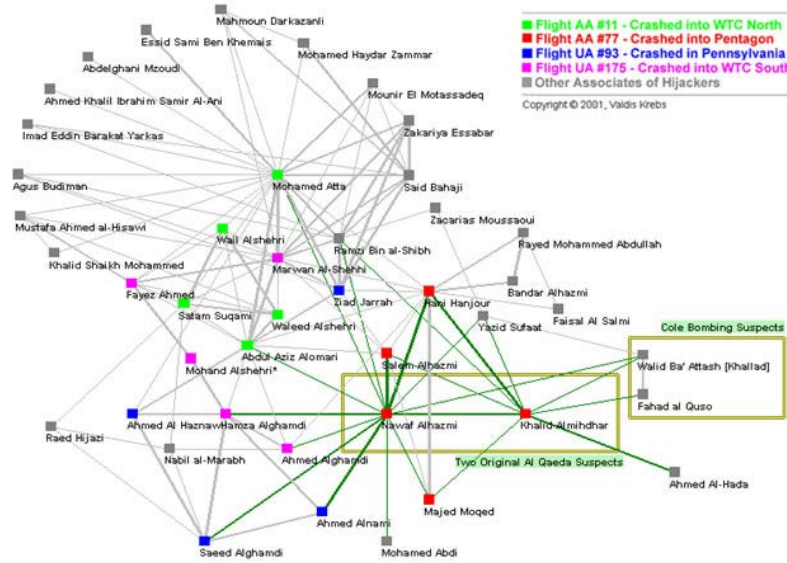 Mahmoun Darkazanli
Essid Sami Ben Khemais
Mohamed Haydar Zammar
Abdelghani Mzoudi
Mounir El Motassadeq
Ahmed Khalil Ibrahim Samir Al-Ani
Zakariya Essabar
Imad Eddin Barakat Yarkas
Flight AA #11 - Crashed into WTC North
Flight AA #77 - Crashed into Pentagon
Flight UA #93 - Crashed in Pennsylvania
Flight UA #175 - Crashed into WTC South
Other Associates of Hijackers
Copyright © 2001, Valdis Krebs
Agus Budiman
Mohamed Atta
Said Bahaji
Mustafa Ahmed al-Hisawi
Zacarias Moussaoui
Wail Alshehri
Ramzi Bin al-Shibh
Rayed Mohammed Abdullah
Khalid Shaikh Mohammed
Marwan Al-Shehhi
Fayez Ahmed
Ziad Jarrah
Hani Hanjour
Bandar Alhazmi
Satam Suqami
Waleed Alshehri
Yazid Sufaat
Faisal Al Salmi
Cole Bombing Suspects
Abdul Aziz Alomari
Mohand Alshehri*
Salem Alhazmi
Walid Ba' Attash [Khallad]
Fahad al Quso
Ahmed Al Haznawi
Hamza Alghamdi
Nawaf Alhazmi
Khalid Almihdhar
Raed Hijazi
Nabil al-Marabh
Ahmed Alghamdi
Two Original Al Qaeda Suspects
Ahmed Al-Hada
Majed Moqed
Ahmed Alnami
Saeed Alghamdi
Mohamed Abdi